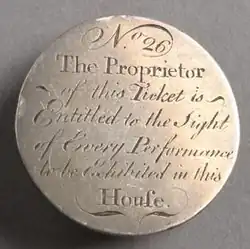 No. 26
The Proprietor
of this Ticket is
Entitled to the Sight
of Every Performance
to be Exhibited in this
Houſe.